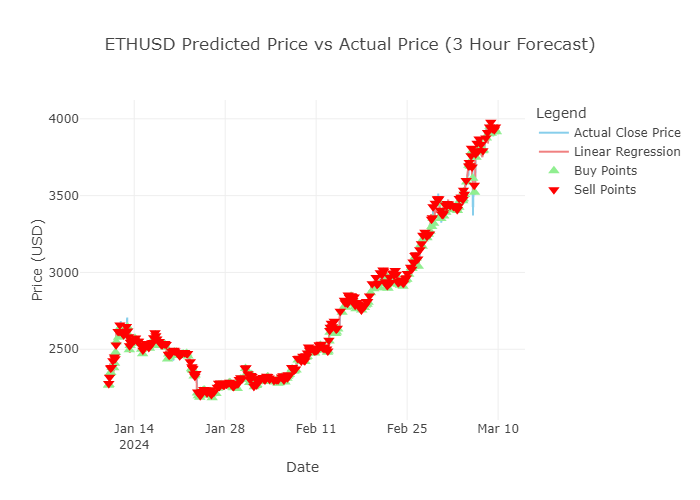 ETHUSD Predicted Price vs Actual Price (3 Hour Forecast)
Legend
Actual Close Price
Linear Regression
Buy Points
Sell Points
Price (USD)
4000
3500
3000
2500
Jan 14
2024
Jan 28
Feb 11
Feb 25
Mar 10
Date